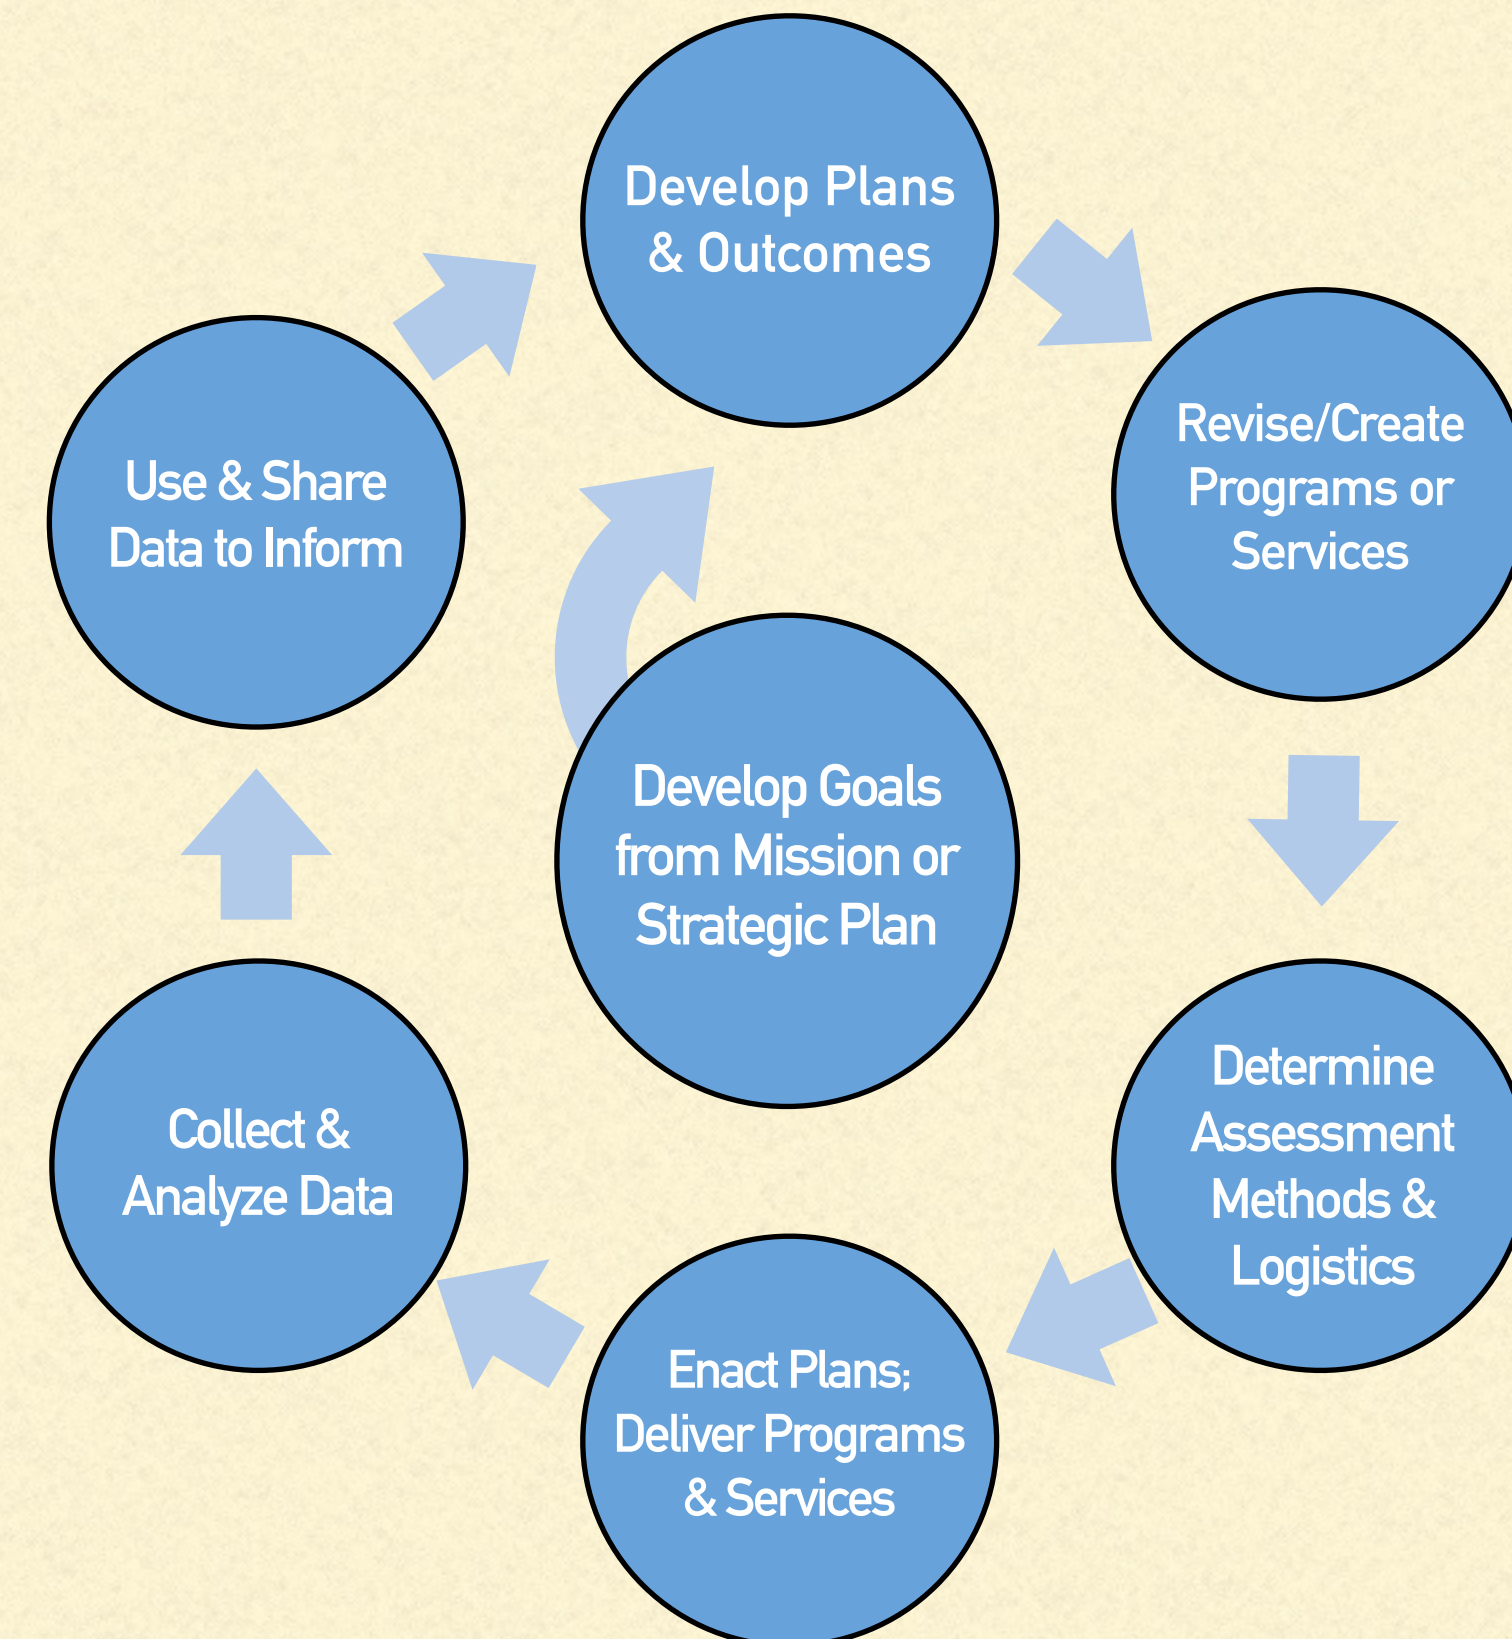 Develop Plans
& Outcomes
Revise/Create
Programs or
Services
Determine
Assessment
Methods &
Logistics
Enact Plans;
Deliver Programs
& Services
Collect &
Analyze Data
Use & Share
Data to Inform
Develop Goals
from Mission or
Strategic Plan